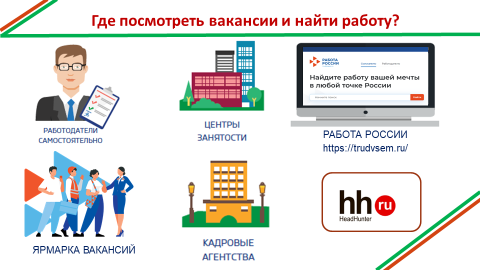 Где посмотреть вакансии и найти работу?
РАБОТОДАТЕЛИ
САМОСТОЯТЕЛЬНО
ЦЕНТРЫ
ЗАНЯТОСТИ
РАБОТА
РОССИИ
Найдите работу вашей мечты
в любой точке России
РАБОТА РОССИИ
https://trudvsem.ru/
ЯРМАРКА ВАКАНСИЙ
КАДРОВЫЕ
АГЕНТСТВА
hh ru
HeadHunter